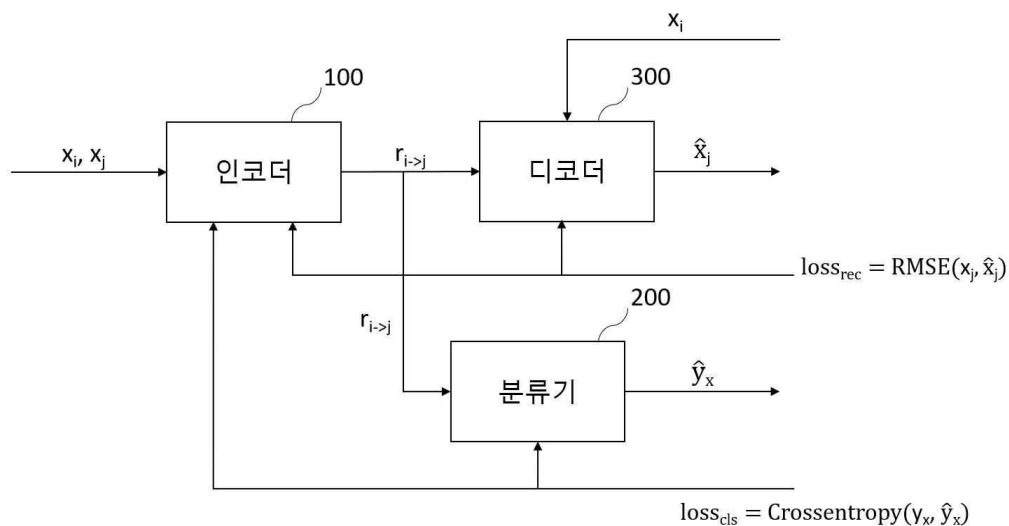 x_i
100
300
x_i, x_j
인코더
r_{i->j}
디코더
x̂_j
loss_rec = RMSE(x_j, x̂_j)
200
r_{i->j}
분류기
ŷ_x
loss_cls = Crossentropy(y_x, ŷ_x)